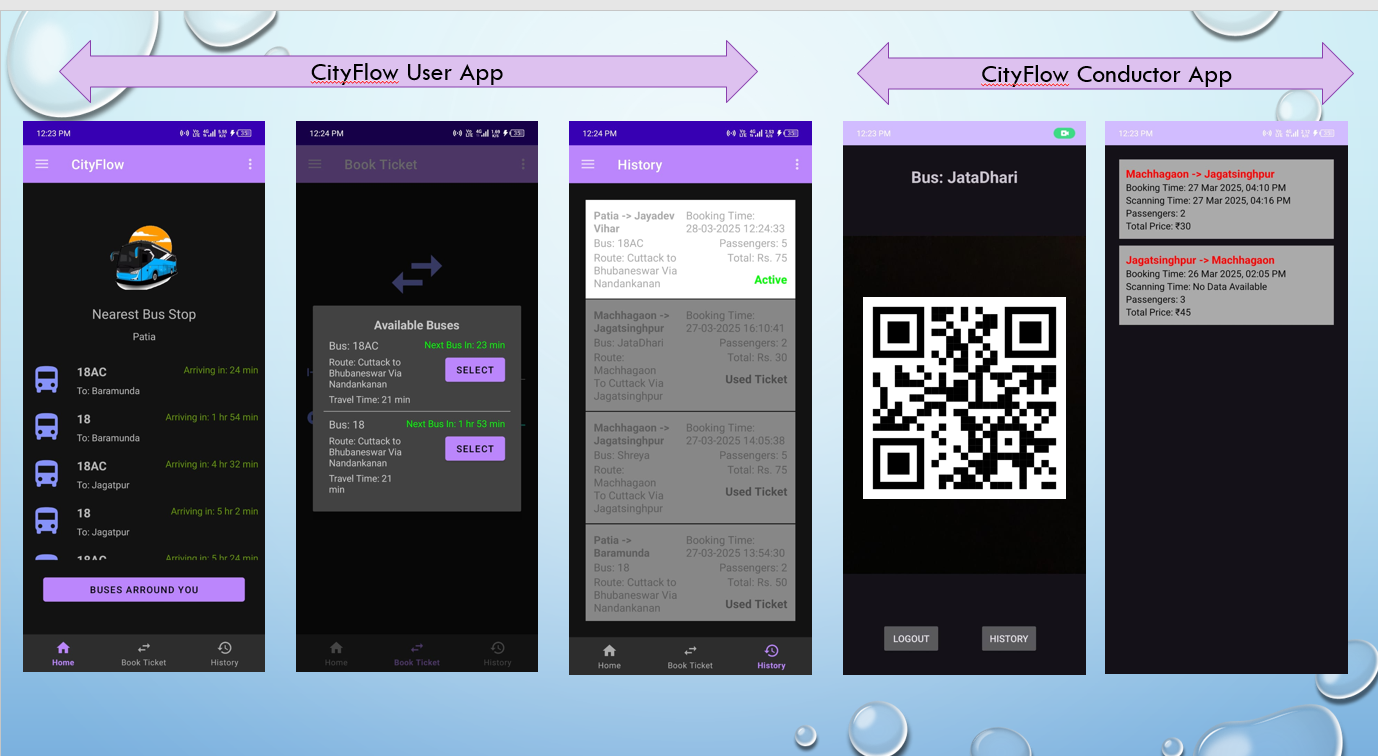 CityFlow User App
CityFlow Conductor App
12:23 PM
CityFlow
Nearest Bus Stop
Patia
18AC
Arriving in: 24 min
To: Baramunda
18
Arriving in: 1 hr 54 min
To: Baramunda
18AC
Arriving in: 4 hr 32 min
To: Jagatpur
18
Arriving in: 5 hr 2 min
To: Jagatpur
18AC
Arriving in: 5 hr 24 min
BUSES ARROUND YOU
Home
Book Ticket
History
12:24 PM
Book Ticket
Available Buses
Bus: 18AC
Next Bus In: 23 min
Route: Cuttack to
Bhubaneswar Via
Nandankanan
SELECT
Travel Time: 21 min
Bus: 18
Next Bus In: 1 hr 53 min
Route: Cuttack to
Bhubaneswar Via
Nandankanan
SELECT
Travel Time: 21
min
Home
Book Ticket
History
12:24 PM
History
Patia -> Jayadev
Vihar
Booking Time:
28-03-2025 12:24:33
Bus: 18AC
Passengers: 5
Route: Cuttack to
Bhubaneswar Via
Nandankanan
Total: Rs. 75
Active
Machhagaon ->
Jagatsinghpur
Booking Time:
27-03-2025 16:10:41
Bus: JataDhari
Passengers: 2
Route:
Machhagaon
To Cuttack Via
Jagatsinghpur
Total: Rs. 30
Used Ticket
Machhagaon ->
Jagatsinghpur
Booking Time:
27-03-2025 14:05:38
Bus: Shreya
Passengers: 5
Route:
Machhagaon
To Cuttack Via
Jagatsinghpur
Total: Rs. 75
Used Ticket
Patia ->
Baramunda
Booking Time:
27-03-2025 13:54:30
Bus: 18
Passengers: 2
Route: Cuttack to
Bhubaneswar Via
Nandankanan
Total: Rs. 50
Used Ticket
Home
Book Ticket
History
12:23 PM
Bus: JataDhari
LOGOUT
HISTORY
12:23 PM
Machhagaon -> Jagatsinghpur
Booking Time: 27 Mar 2025, 04:10 PM
Scanning Time: 27 Mar 2025, 04:16 PM
Passengers: 2
Total Price: ₹30
Jagatsinghpur -> Machhagaon
Booking Time: 26 Mar 2025, 02:05 PM
Scanning Time: No Data Available
Passengers: 3
Total Price: ₹45